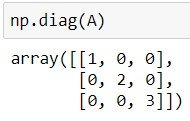 np.diag(A)
array([[1, 0, 0],
       [0, 2, 0],
       [0, 0, 3]])